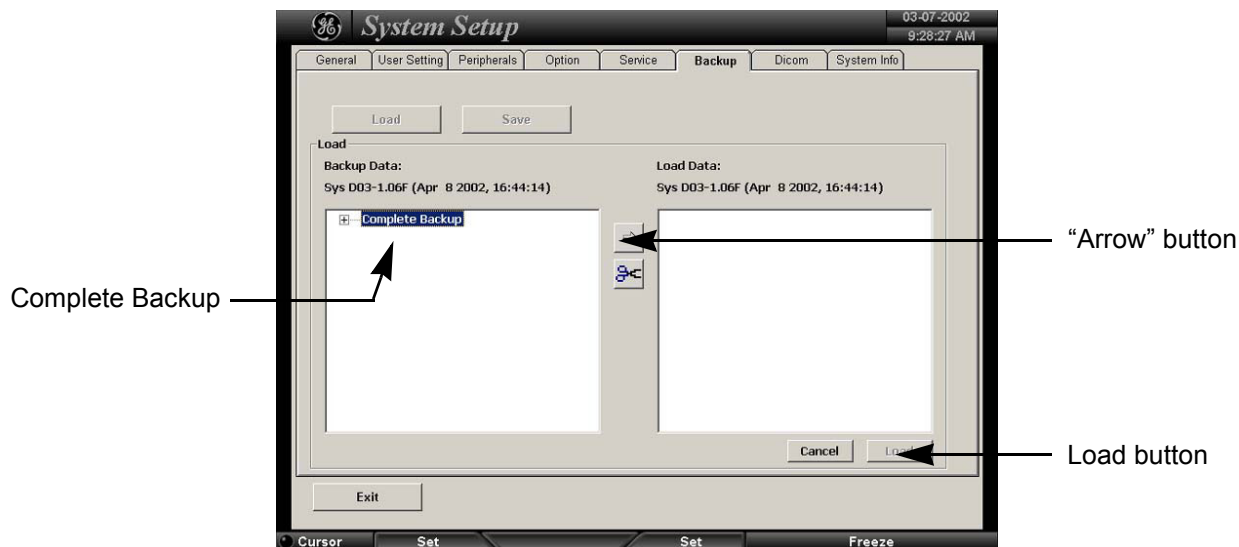 GE System Setup
03-07-2002
9:28:27 AM
General User Setting Peripherals Option Service Backup Dicom System Info
Load Save
Load
Backup Data:
Load Data:
Sys D03-1.06F (Apr 8 2002, 16:44:14)
Sys D03-1.06F (Apr 8 2002, 16:44:14)
Complete Backup
“Arrow” button
Complete Backup
Cancel
Load button
Exit
Cursor Set Set Freeze